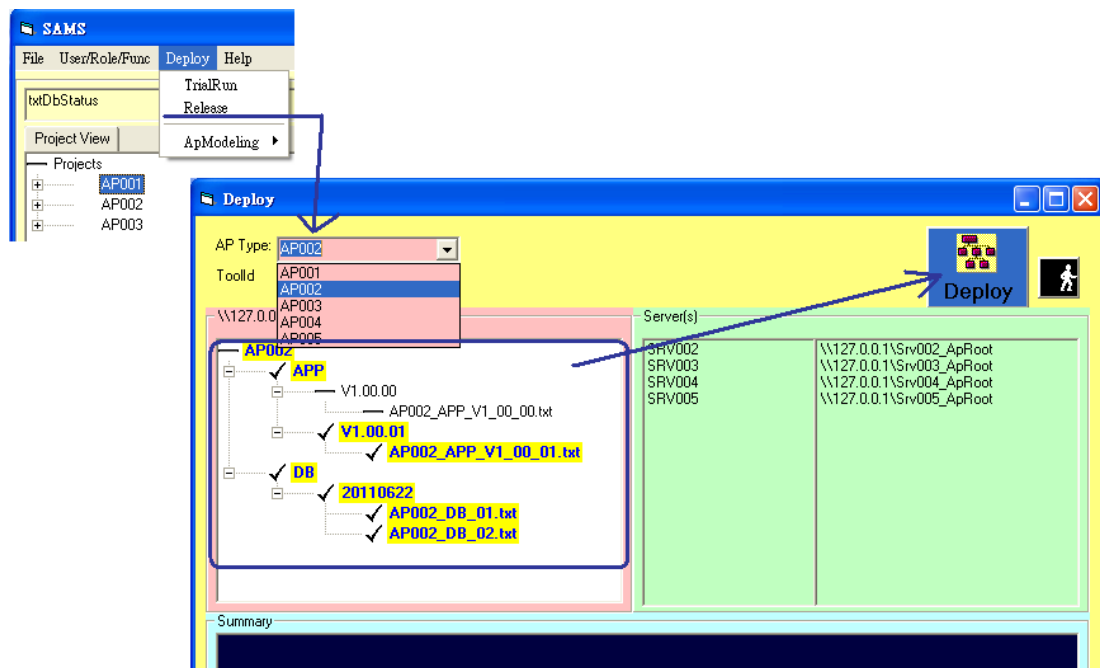 SAMS
File User/Role/Func Deploy Help
TrialRun
Release
ApModeling
txtDbStatus
Project View
Projects
AP001
AP002
AP003
Deploy
AP Type: AP002
ToolId
AP001
AP002
AP003
AP004
AP005
Deploy
\\127.0.0
AP002
APP
V1.00.00
AP002_APP_V1_00_00.txt
V1.00.01
AP002_APP_V1_00_01.txt
DB
20110622
AP002_DB_01.txt
AP002_DB_02.txt
Server(s)
SRV002 \\127.0.0.1\Srv002_ApRoot
SRV003 \\127.0.0.1\Srv003_ApRoot
SRV004 \\127.0.0.1\Srv004_ApRoot
SRV005 \\127.0.0.1\Srv005_ApRoot
Summary